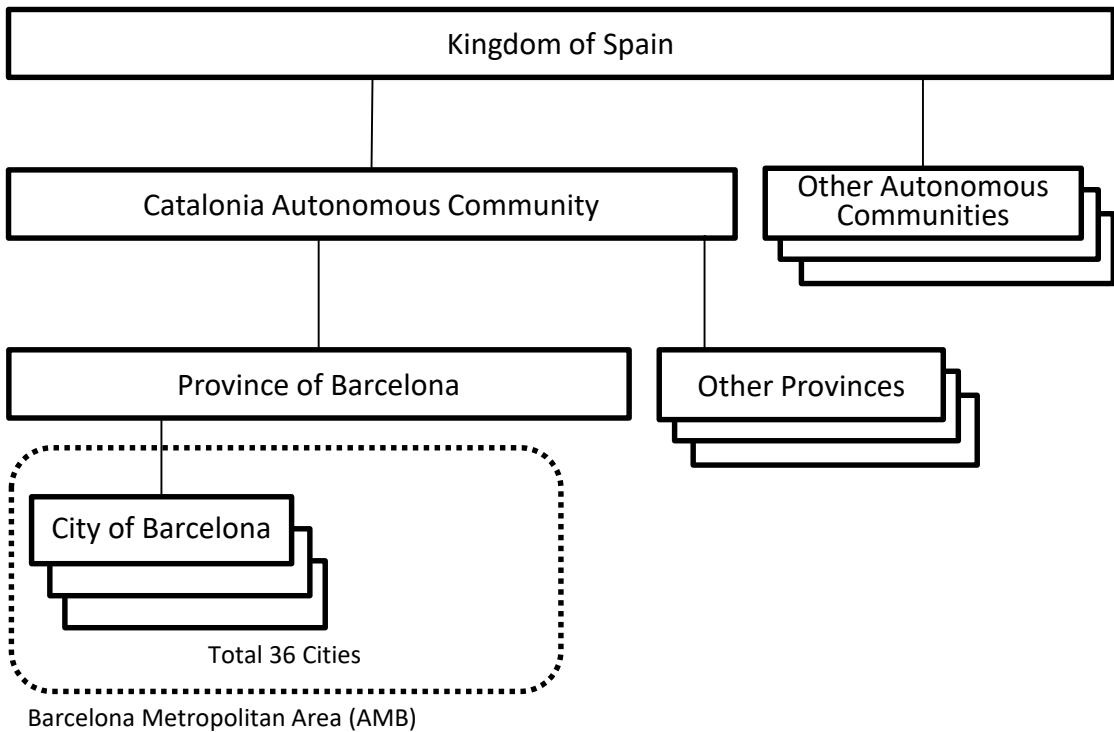 Kingdom of Spain
Catalonia Autonomous Community
Other Autonomous
Communities
Province of Barcelona
Other Provinces
City of Barcelona
Total 36 Cities
Barcelona Metropolitan Area (AMB)